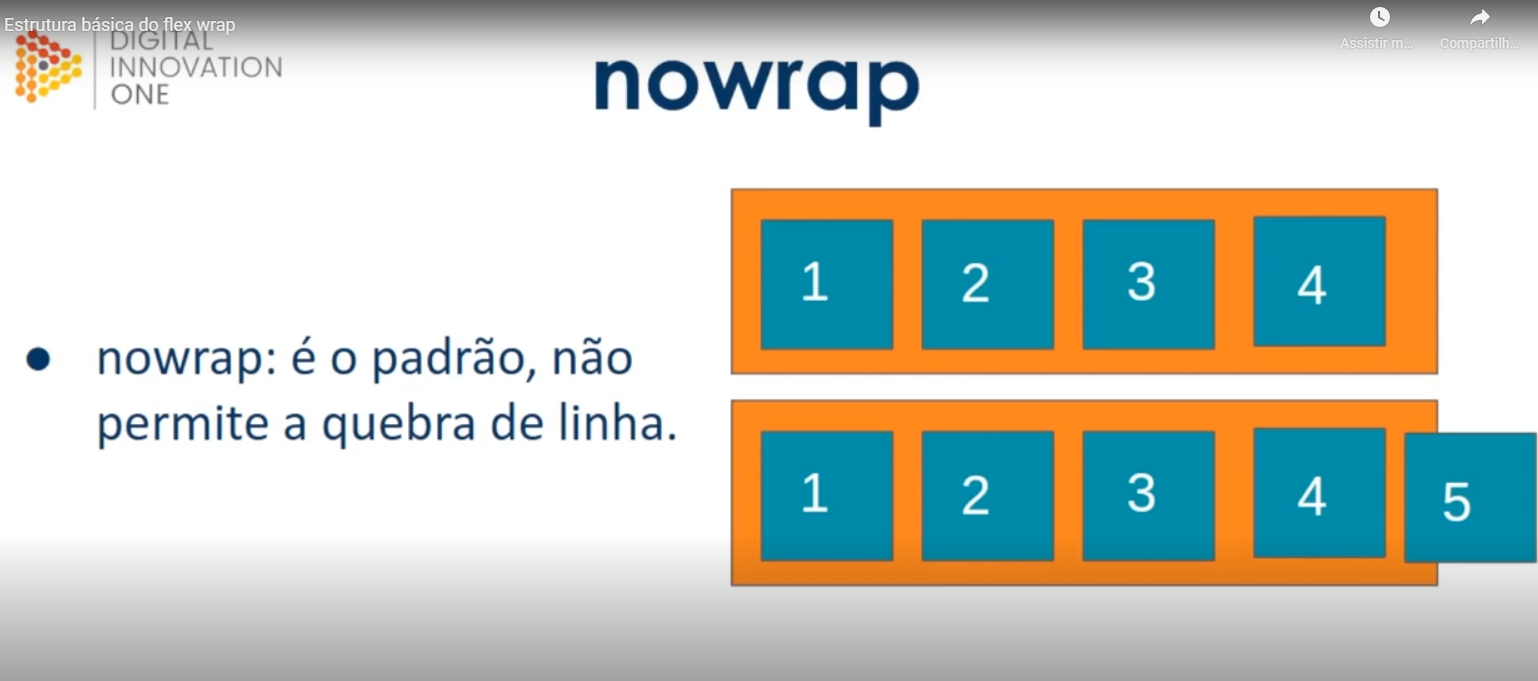 Estrutura básica do flex wrap
Assistir m...
Compartilh...
DIGITAL
INNOVATION
ONE
nowrap
● nowrap: é o padrão, não
permite a quebra de linha.
1 2 3 4
1 2 3 4 5